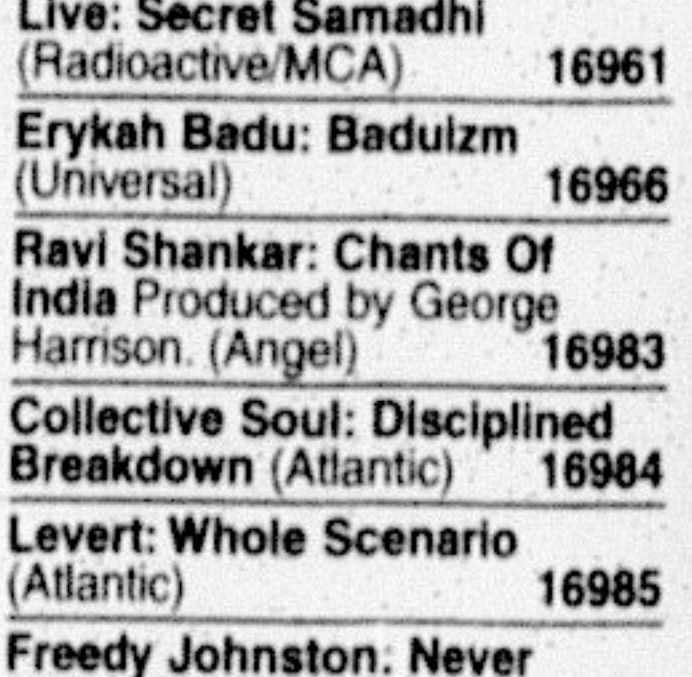 Live: Secret Samadhi
(Radioactive/MCA) 16961
Erykah Badu: Baduizm
(Universal) 16966
Ravi Shankar: Chants Of
India Produced by George
Harrison. (Angel) 16983
Collective Soul: Disciplined
Breakdown (Atlantic) 16984
Levert: Whole Scenario
(Atlantic) 16985
Freedy Johnston: Never